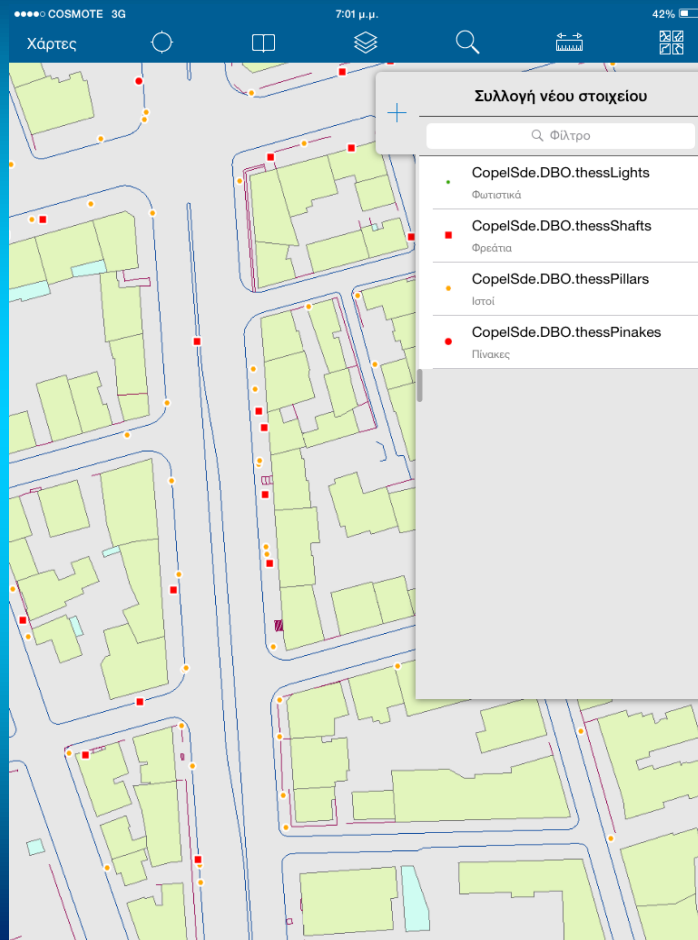 COSMOTE 3G
7:01 μ.μ.
42%
Χάρτες
Συλλογή νέου στοιχείου
Φίλτρο
CopelSde.DBO.thessLights
Φωτιστικά
CopelSde.DBO.thessShafts
Φρεάτια
CopelSde.DBO.thessPillars
Ιστοί
CopelSde.DBO.thessPinakes
Πίνακες